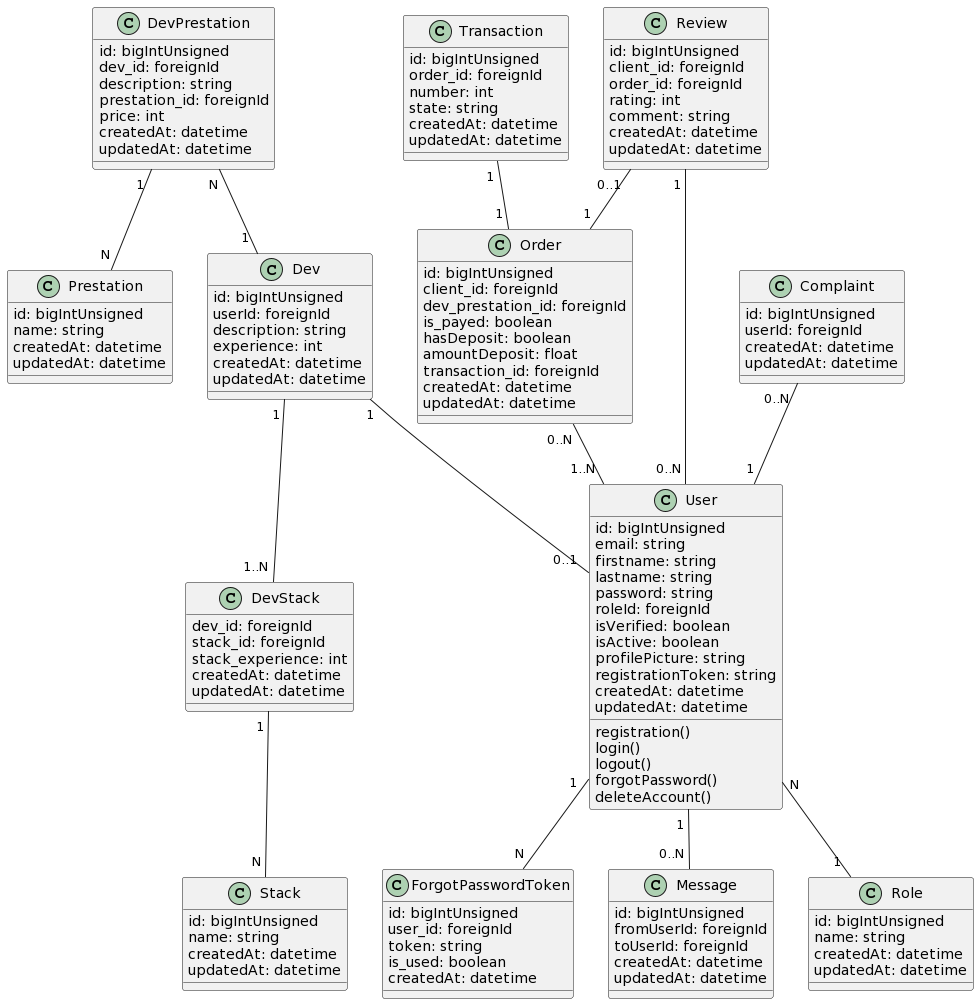 C DevPrestation
id: bigIntUnsigned
dev_id: foreignId
description: string
prestation_id: foreignId
price: int
createdAt: datetime
updatedAt: datetime
C Transaction
id: bigIntUnsigned
order_id: foreignId
number: int
state: string
createdAt: datetime
updatedAt: datetime
C Review
id: bigIntUnsigned
client_id: foreignId
order_id: foreignId
rating: int
comment: string
createdAt: datetime
updatedAt: datetime
1
N
N
1
1
1
0..1
1
1
0..N
C Prestation
id: bigIntUnsigned
name: string
createdAt: datetime
updatedAt: datetime
C Dev
id: bigIntUnsigned
userId: foreignId
description: string
experience: int
createdAt: datetime
updatedAt: datetime
C Order
id: bigIntUnsigned
client_id: foreignId
dev_prestation_id: foreignId
is_payed: boolean
hasDeposit: boolean
amountDeposit: float
transaction_id: foreignId
createdAt: datetime
updatedAt: datetime
C Complaint
id: bigIntUnsigned
userId: foreignId
createdAt: datetime
updatedAt: datetime
1
1..N
1
0..1
0..N
1..N
0..N
1
C DevStack
dev_id: foreignId
stack_id: foreignId
stack_experience: int
createdAt: datetime
updatedAt: datetime
C User
id: bigIntUnsigned
email: string
firstname: string
lastname: string
password: string
roleId: foreignId
isVerified: boolean
isActive: boolean
profilePicture: string
registrationToken: string
createdAt: datetime
updatedAt: datetime
registration()
login()
logout()
forgotPassword()
deleteAccount()
1
N
1
N
1
0..N
N
1
C Stack
id: bigIntUnsigned
name: string
createdAt: datetime
updatedAt: datetime
C ForgotPasswordToken
id: bigIntUnsigned
user_id: foreignId
token: string
is_used: boolean
createdAt: datetime
C Message
id: bigIntUnsigned
fromUserId: foreignId
toUserId: foreignId
createdAt: datetime
updatedAt: datetime
C Role
id: bigIntUnsigned
name: string
createdAt: datetime
updatedAt: datetime